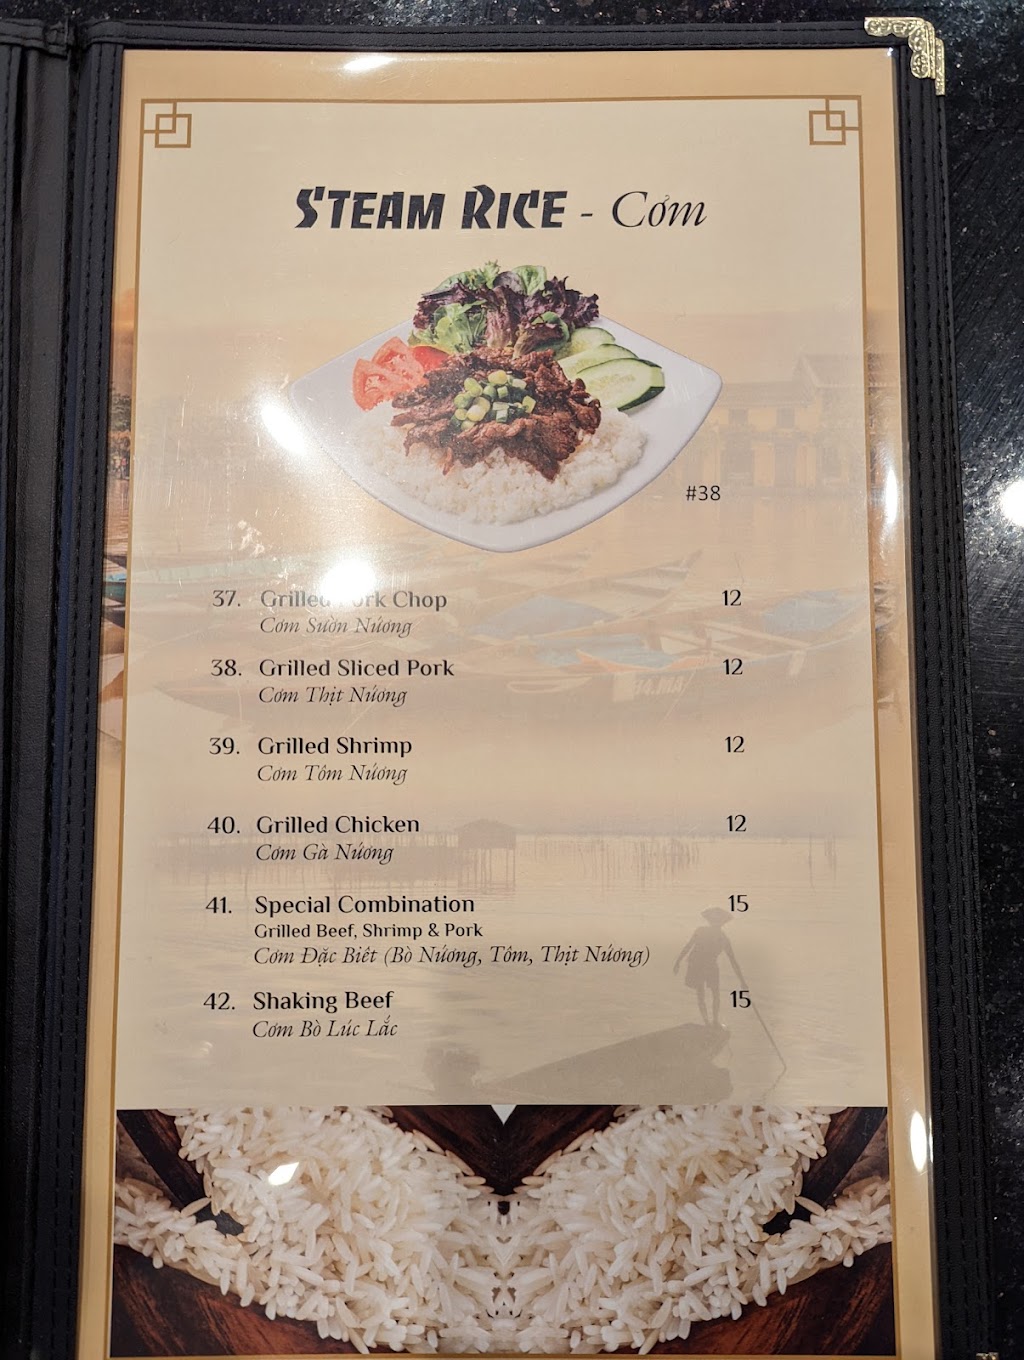 STEAM RICE - Cơm
#38
37. Grilled Pork Chop 12
Cơm Sườn Nướng
38. Grilled Sliced Pork 12
Cơm Thịt Nướng
39. Grilled Shrimp 12
Cơm Tôm Nướng
40. Grilled Chicken 12
Cơm Gà Nướng
41. Special Combination 15
Grilled Beef, Shrimp & Pork
Cơm Đặc Biêt (Bò Nướng, Tôm, Thịt Nướng)
42. Shaking Beef 15
Cơm Bò Lúc Lắc